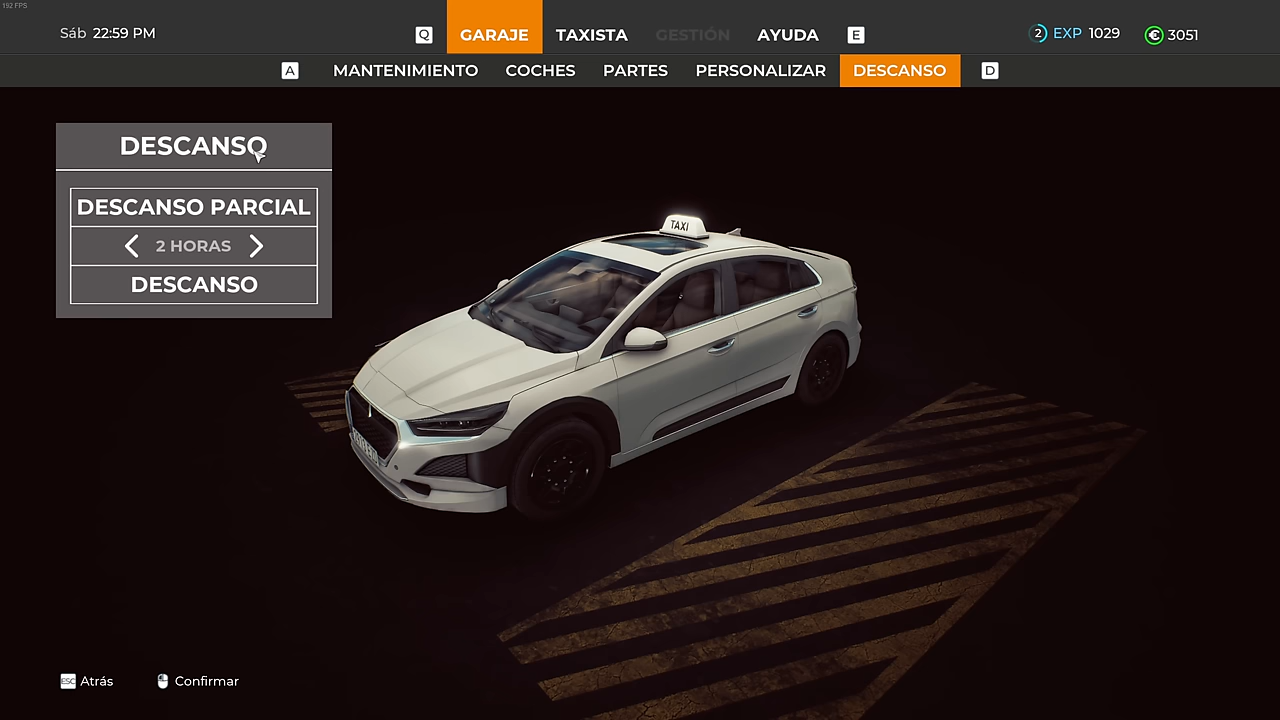 192 FPS
Sáb 22:59 PM
Q GARAJE TAXISTA GESTIÓN AYUDA E
2 EXP 1029 € 3051
A MANTENIMIENTO COCHES PARTES PERSONALIZAR DESCANSO D
DESCANSO
DESCANSO PARCIAL
2 HORAS
DESCANSO
TAXI
ESC Atrás Confirmar